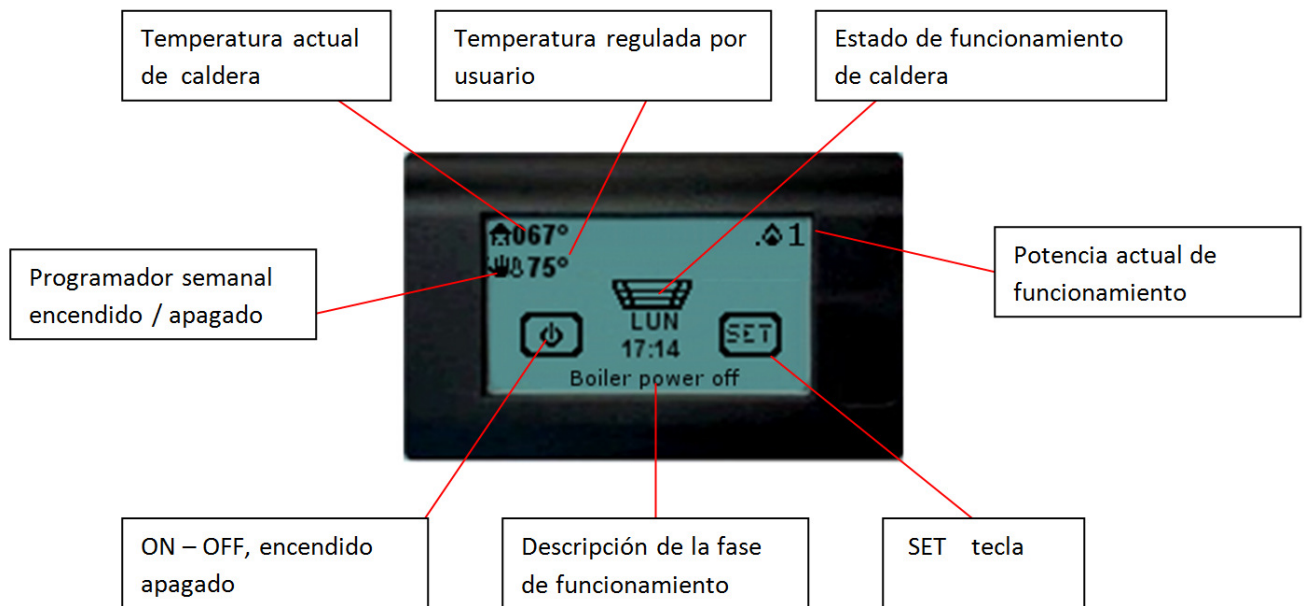 Temperatura actual
de caldera
Temperatura regulada por
usuario
Estado de funcionamiento
de caldera
Programador semanal
encendido / apagado
067°
75°
.1
LUN
17:14
SET
Boiler power off
Potencia actual de
funcionamiento
ON – OFF, encendido
apagado
Descripción de la fase
de funcionamiento
SET tecla